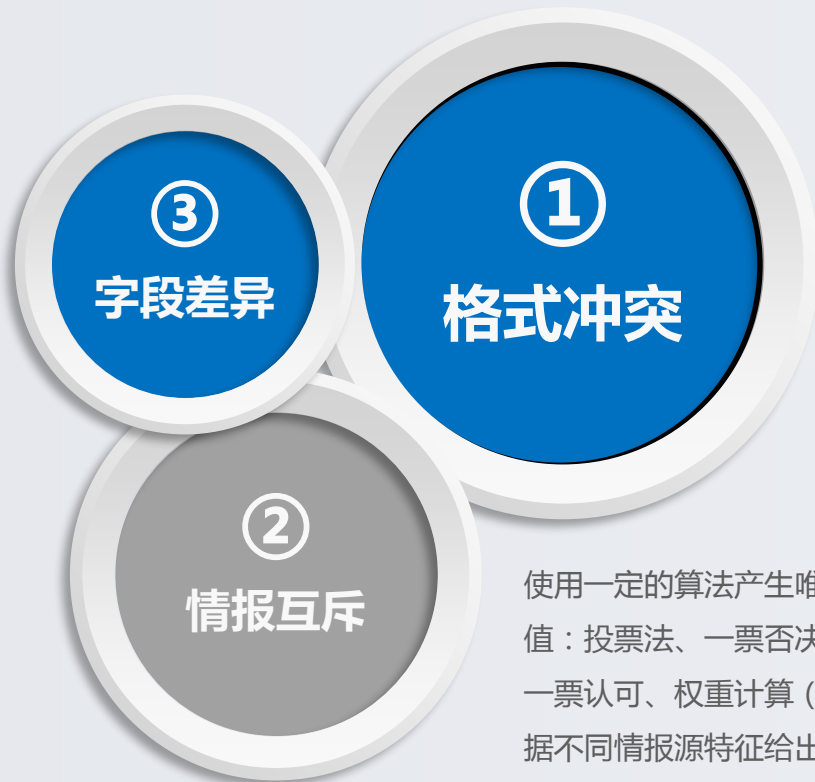 ①
格式冲突
③
字段差异
②
情报互斥
使用一定的算法产生唯
值：投票法、一票否决
一票认可、权重计算（
据不同情报源特征给出